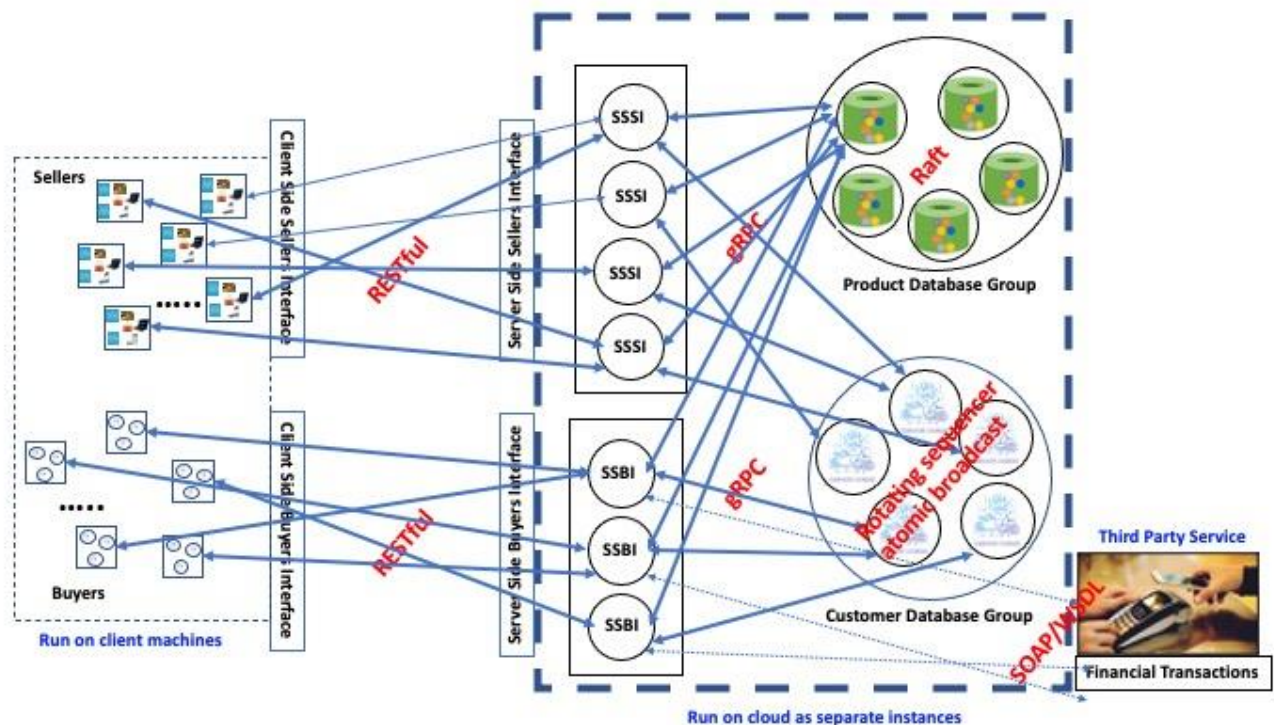 Sellers
Client Side Sellers Interface
RESTful
Server Side Sellers Interface
SSSI
SSSI
SSSI
SSSI
gRPC
Raft
Product Database Group
Buyers
Run on client machines
Client Side Buyers Interface
RESTful
Server Side Buyers Interface
SSBI
SSBI
SSBI
gRPC
Rotating sequencer
atomic broadcast
Customer Database Group
SOAP/WSDL
Third Party Service
Financial Transactions
Run on cloud as separate instances